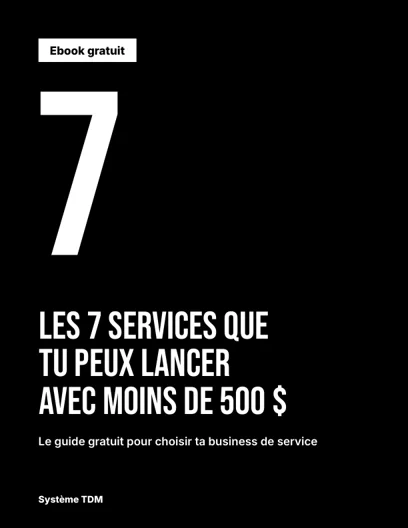 Ebook gratuit
7
LES 7 SERVICES QUE
TU PEUX LANCER
AVEC MOINS DE 500 $
Le guide gratuit pour choisir ta business de service
Système TDM